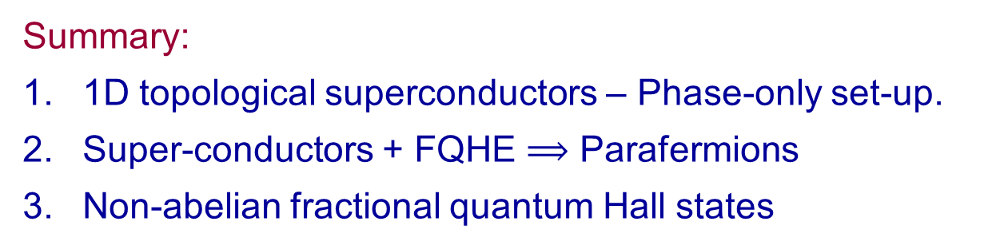 Summary:
1. 1D topological superconductors – Phase-only set-up.
2. Super-conductors + FQHE ⟹ Parafermions
3. Non-abelian fractional quantum Hall states